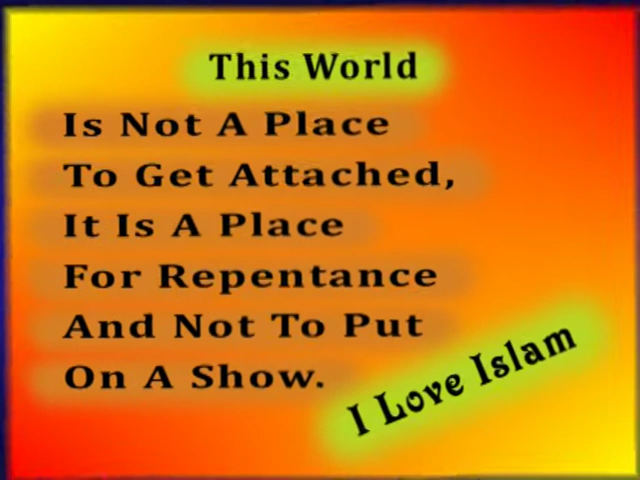 This World
Is Not A Place
To Get Attached,
It Is A Place
For Repentance
And Not To Put
On A Show.
I Love Islam